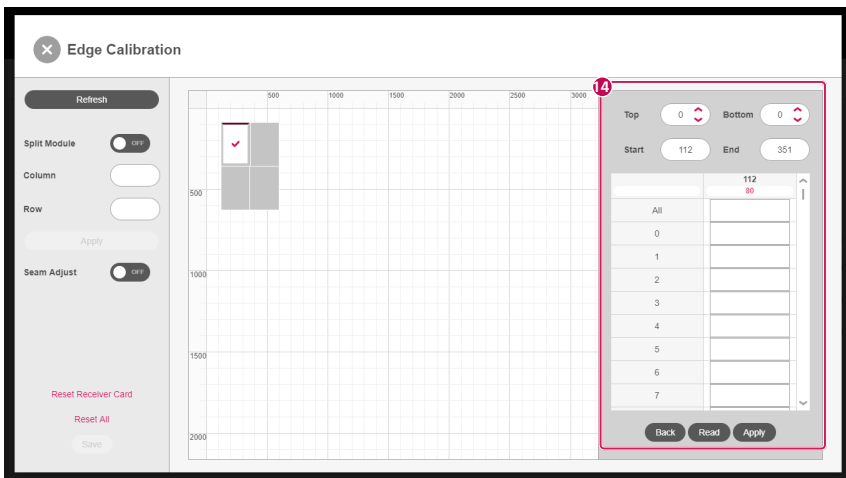 Edge Calibration
Refresh
Split Module OFF
Column
Row
Apply
Seam Adjust OFF
Reset Receiver Card
Reset All
Save
500 1000 1500 2000 2500 3000
500
1000
1500
2000
14
Top 0 Bottom 0
Start 112 End 351
112
80
All
0
1
2
3
4
5
6
7
Back Read Apply